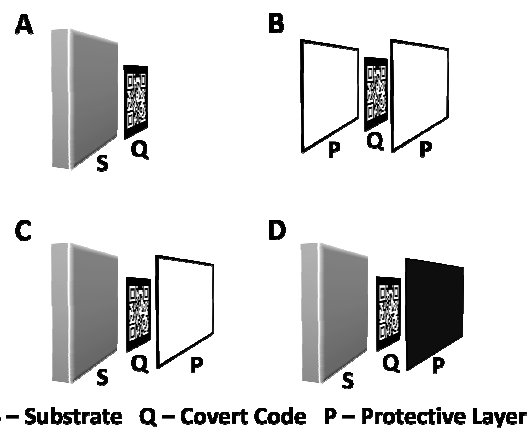 A
B
S
Q
P
Q
P
C
D
S
Q
P
S
Q
P
– Substrate Q – Covert Code P – Protective Layer